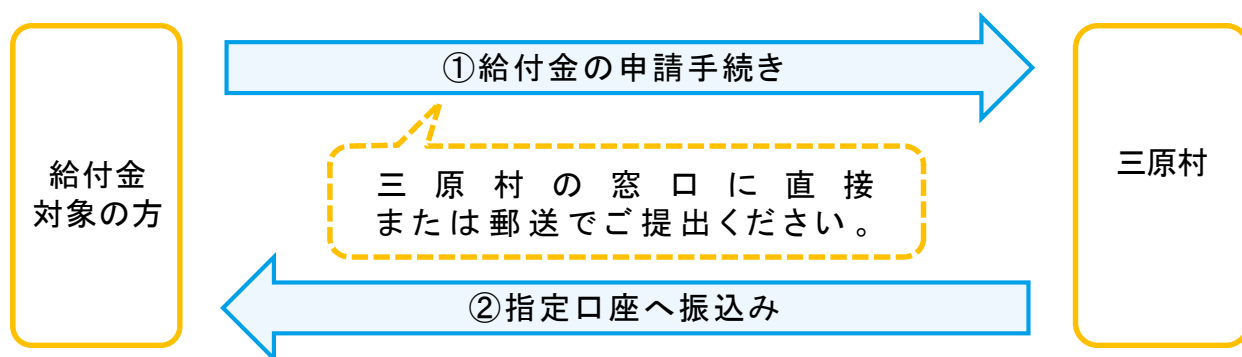 ①給付金の申請手続き
給付金
対象の方
三原村の窓口に直接
または郵送でご提出ください。
三原村
②指定口座へ振込み